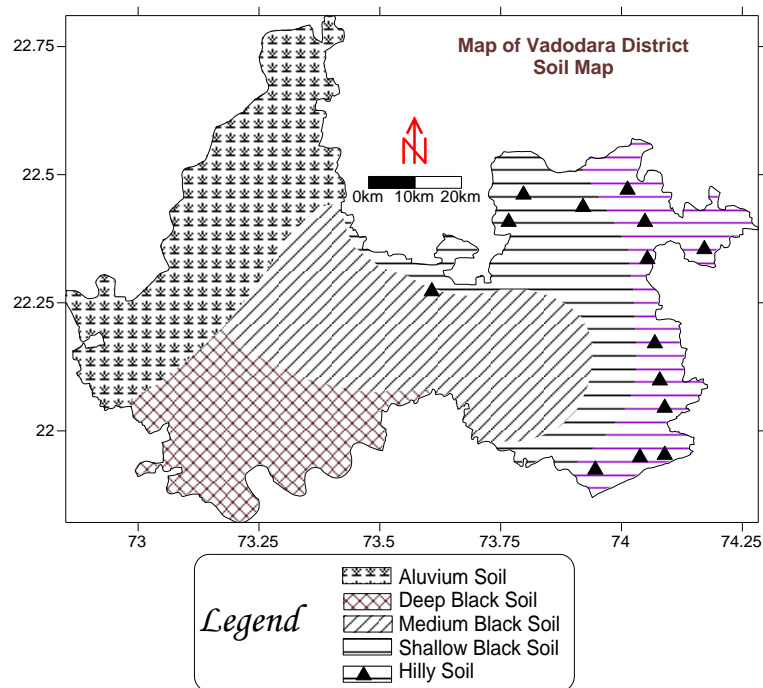 Map of Vadodara District
Soil Map
22.75
22.5
22.25
22
N
0km 10km 20km
73 73.25 73.5 73.75 74 74.25
Legend
Aluvium Soil
Deep Black Soil
Medium Black Soil
Shallow Black Soil
Hilly Soil